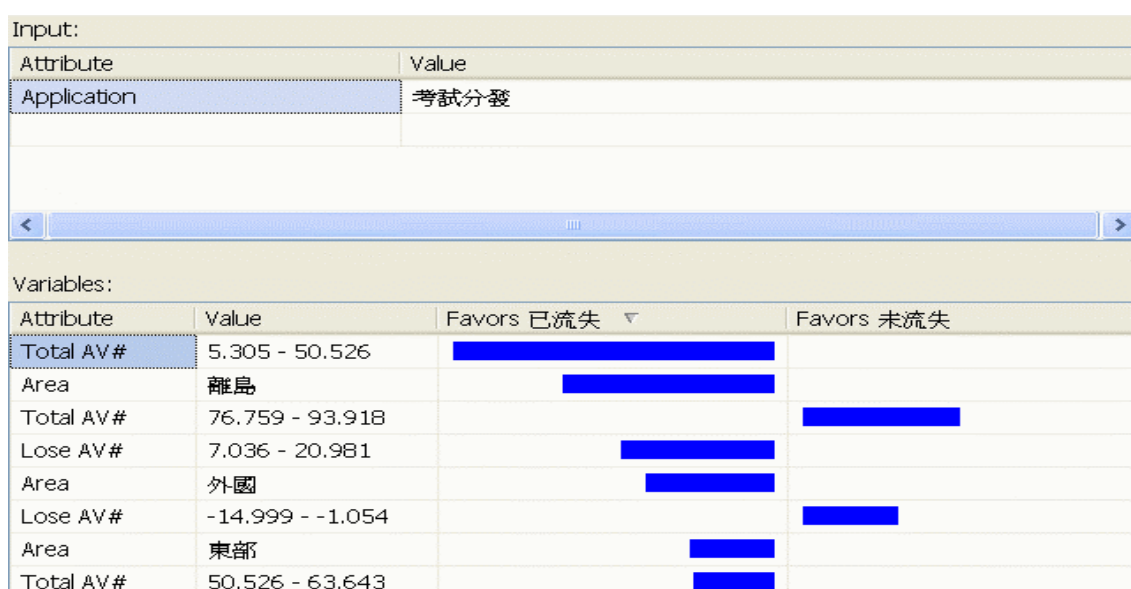 Input:
Attribute Value
Application 考試分發
Variables:
Attribute Value Favors 已流失 Favors 未流失
Total AV# 5.305 - 50.526
Area 離島
Total AV# 76.759 - 93.918
Lose AV# 7.036 - 20.981
Area 外國
Lose AV# -14.999 - -1.054
Area 東部
Total AV# 50.526 - 63.643